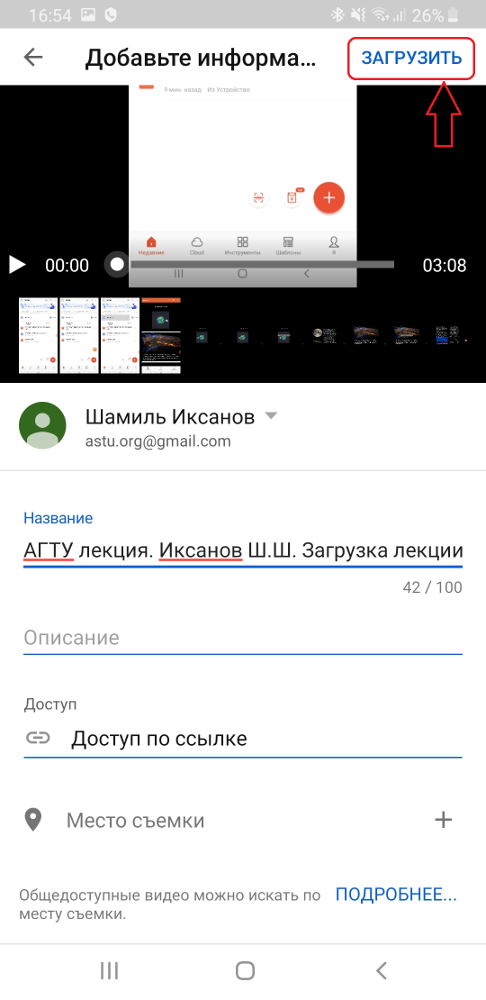 16:54
26%
Добавьте информа...
ЗАГРУЗИТЬ
9 мин. назад Из Устройство
Недавние
Cloud
Инструменты
Шаблоны
Я
00:00
03:08
Шамиль Иксанов
astu.org@gmail.com
Название
АГТУ лекция. Иксанов Ш.Ш. Загрузка лекции
42 / 100
Описание
Доступ
Доступ по ссылке
Место съемки
Общедоступные видео можно искать по
месту съемки.
ПОДРОБНЕЕ...